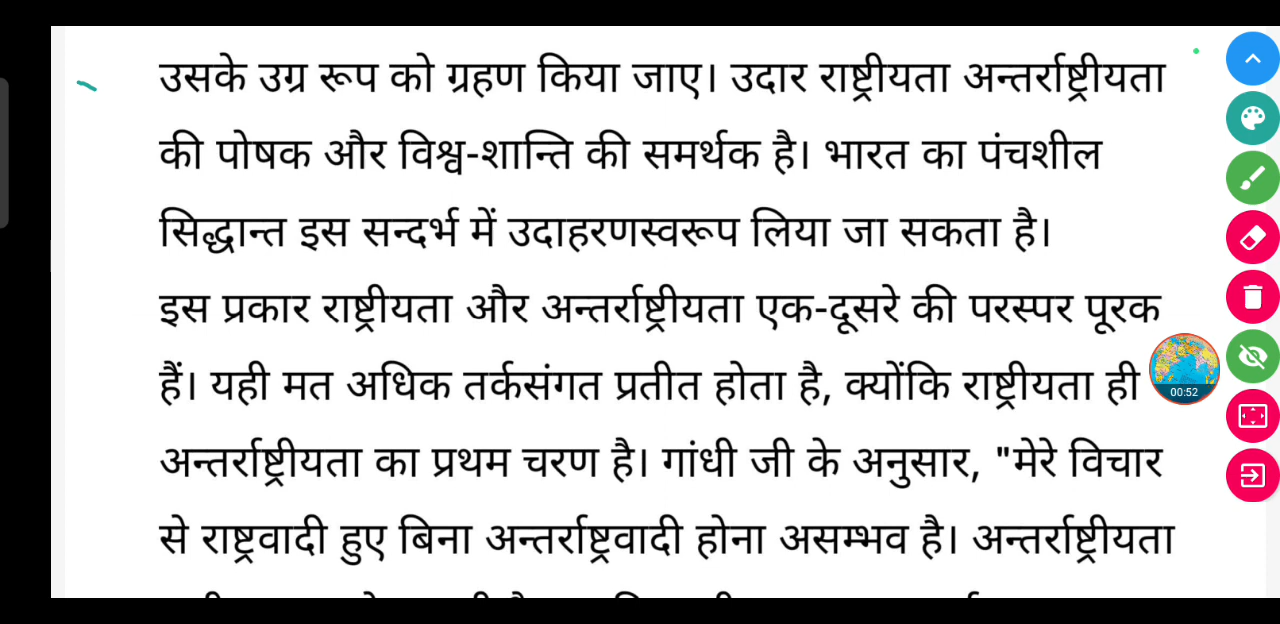 उसके उग्र रूप को ग्रहण किया जाए। उदार राष्ट्रीयता अन्तर्राष्ट्रीयता
की पोषक और विश्व-शान्ति की समर्थक है। भारत का पंचशील
सिद्धान्त इस सन्दर्भ में उदाहरणस्वरूप लिया जा सकता है।
इस प्रकार राष्ट्रीयता और अन्तर्राष्ट्रीयता एक-दूसरे की परस्पर पूरक
हैं। यही मत अधिक तर्कसंगत प्रतीत होता है, क्योंकि राष्ट्रीयता ही
00:52
अन्तर्राष्ट्रीयता का प्रथम चरण है। गांधी जी के अनुसार, "मेरे विचार
से राष्ट्रवादी हुए बिना अन्तर्राष्ट्रवादी होना असम्भव है। अन्तर्राष्ट्रीयता